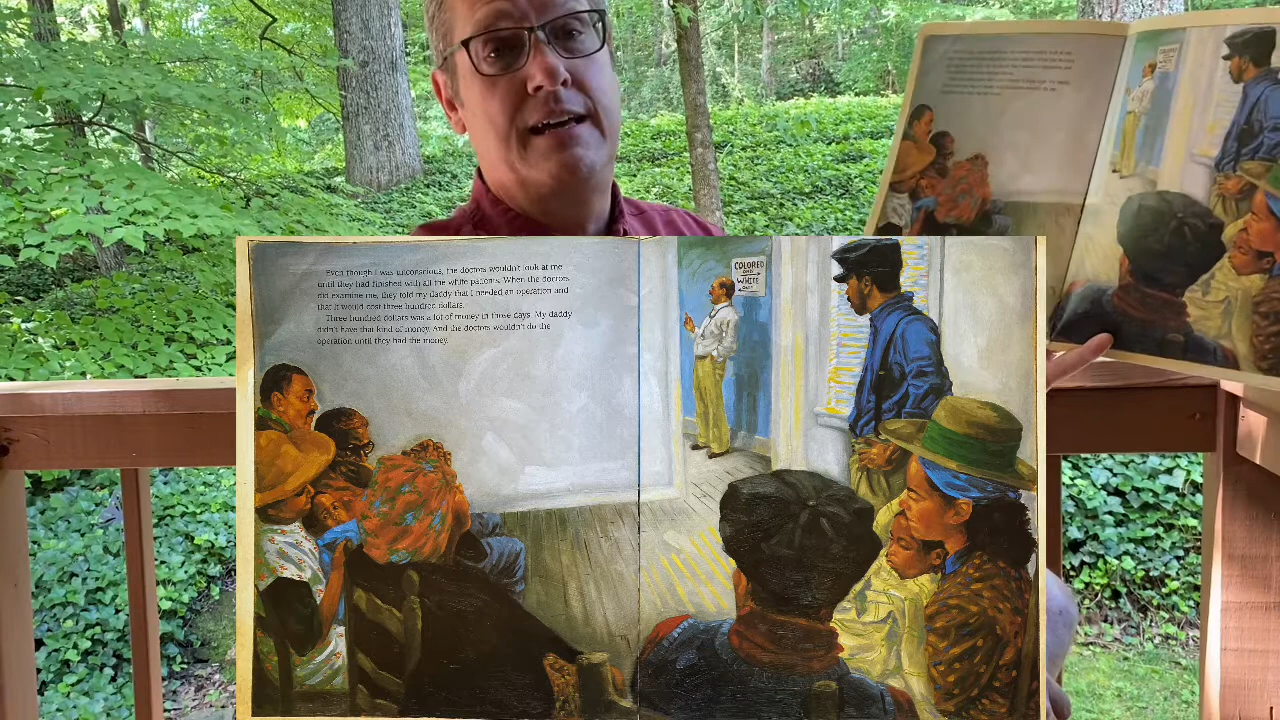 Even though I was unconscious, the doctors wouldn't look at me
until they had finished with all the white patients. When the doctors
did examine me, they told my daddy that I needed an operation and
that it would cost three hundred dollars.
Three hundred dollars was a lot of money in those days. My daddy
didn't have that kind of money. And the doctors wouldn't do the
operation until they had the money.
COLORED
ONLY
WHITE
ONLY